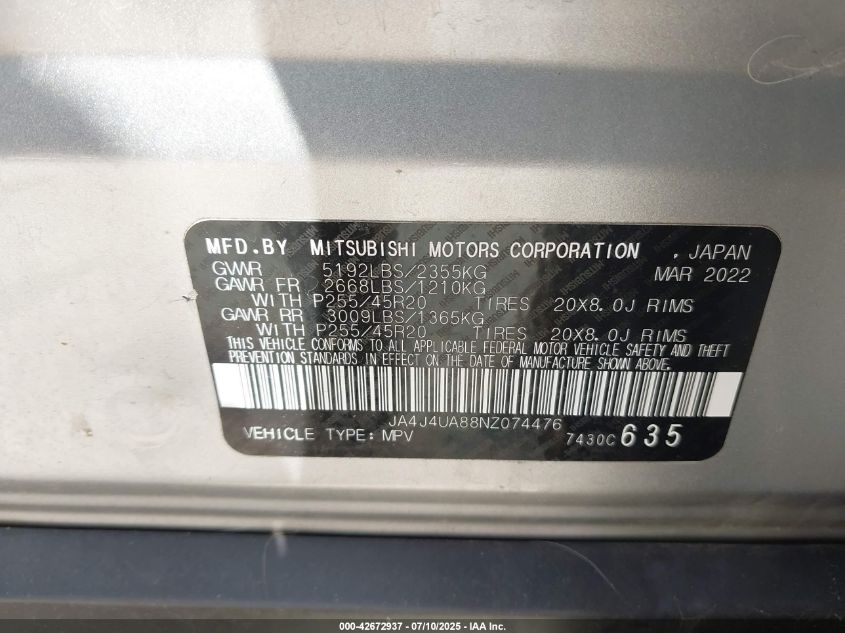 MFD.BY MITSUBISHI MOTORS CORPORATION , JAPAN
GVWR 5192LBS/2355KG MAR 2022
GAWR FR 2668LBS/1210KG
WITH P255/45R20 TIRES 20X8.0J RIMS
GAWR RR 3009LBS/1365KG
WITH P255/45R20 TIRES 20X8.0J RIMS
THIS VEHICLE CONFORMS TO ALL APPLICABLE FEDERAL MOTOR VEHICLE SAFETY AND THEFT
PREVENTION STANDARDS IN EFFECT ON THE DATE OF MANUFACTURE SHOWN ABOVE.
JA4J4UA88NZ074476
VEHICLE TYPE: MPV 7430C 635
000-42672937 - 07/10/2025 - IAA Inc.